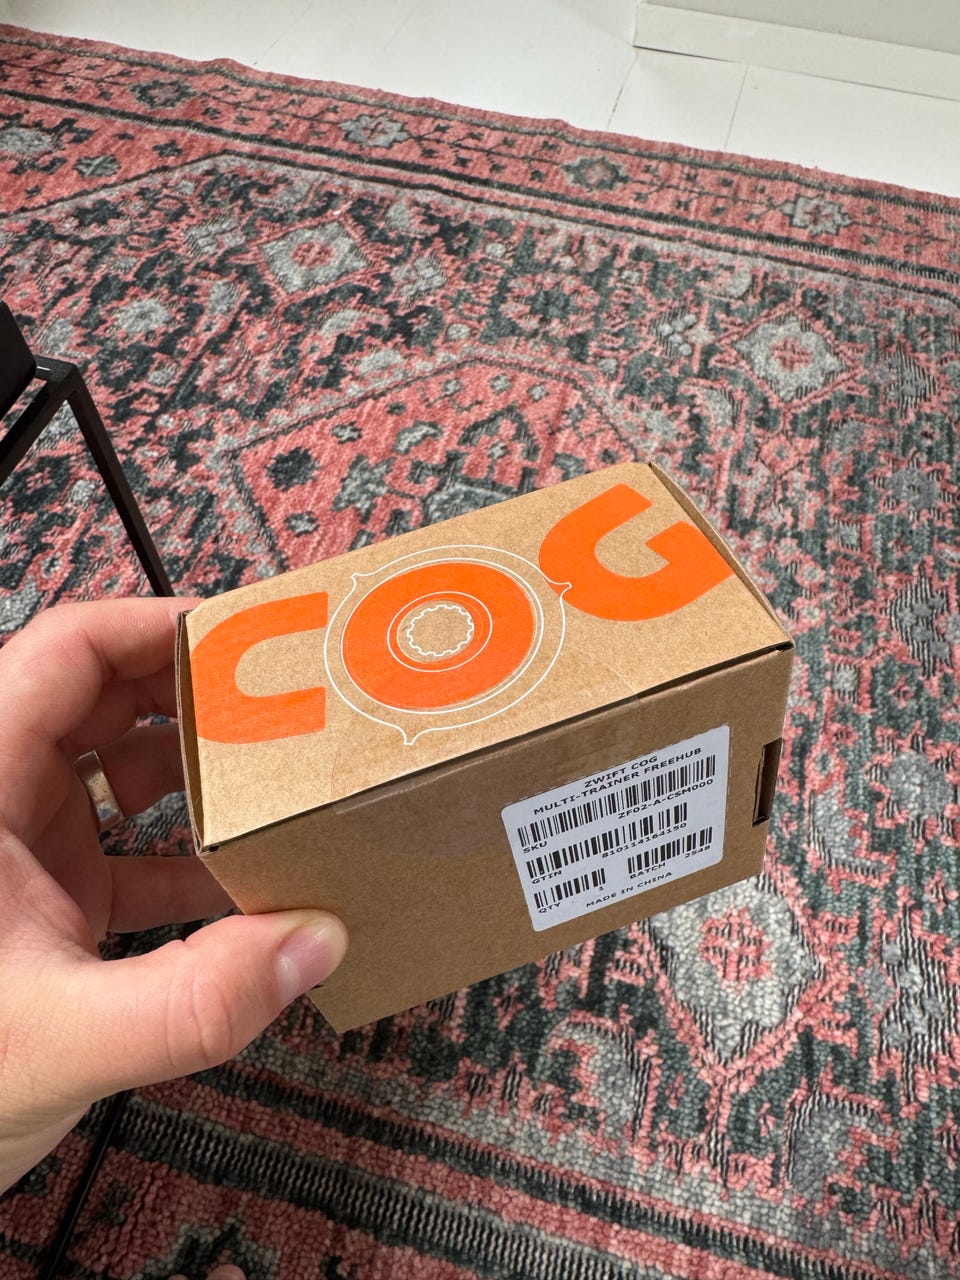 COG
ZWIFT COG
MULTI-TRAINER FREEHUB
SKU ZF02-A-CSM000
GTIN 810114164150
QTY 1 BATCH 2548
MADE IN CHINA